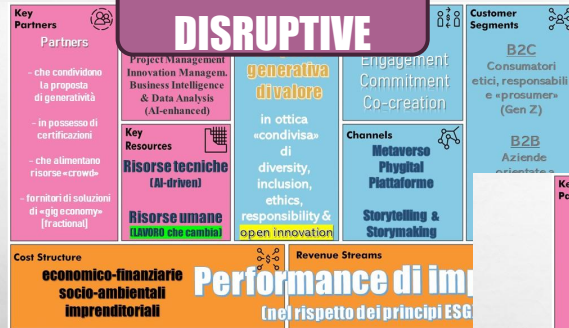 DISRUPTIVE
Key
Partners
Partners
- che condividono
la proposta
di generatività
- in possesso di
certificazioni
- che alimentano
risorse «crowd»
- fornitori di soluzioni
di «gig economy»
[fractional]
Project Management
Innovation Managem.
Business Intelligence
& Data Analysis
(AI-enhanced)
Key
Resources
Risorse tecniche
(AI-driven)
Risorse umane
(LAVORO che cambia)
generativa
di valore
in ottica
«condivisa»
di
diversity,
inclusion,
ethics,
responsibility &
open innovation
Engagement
Commitment
Co-creation
Channels
Metaverso
Phygital
Piattaforme
Storytelling &
Storymaking
Customer
Segments
B2C
Consumatori
etici, responsabili
e «prosumer»
(Gen Z)
B2B
Aziende
orientate a
Cost Structure
economico-finanziarie
socio-ambientali
imprenditoriali
Revenue Streams
Performance di
(nel rispetto dei principi ESG